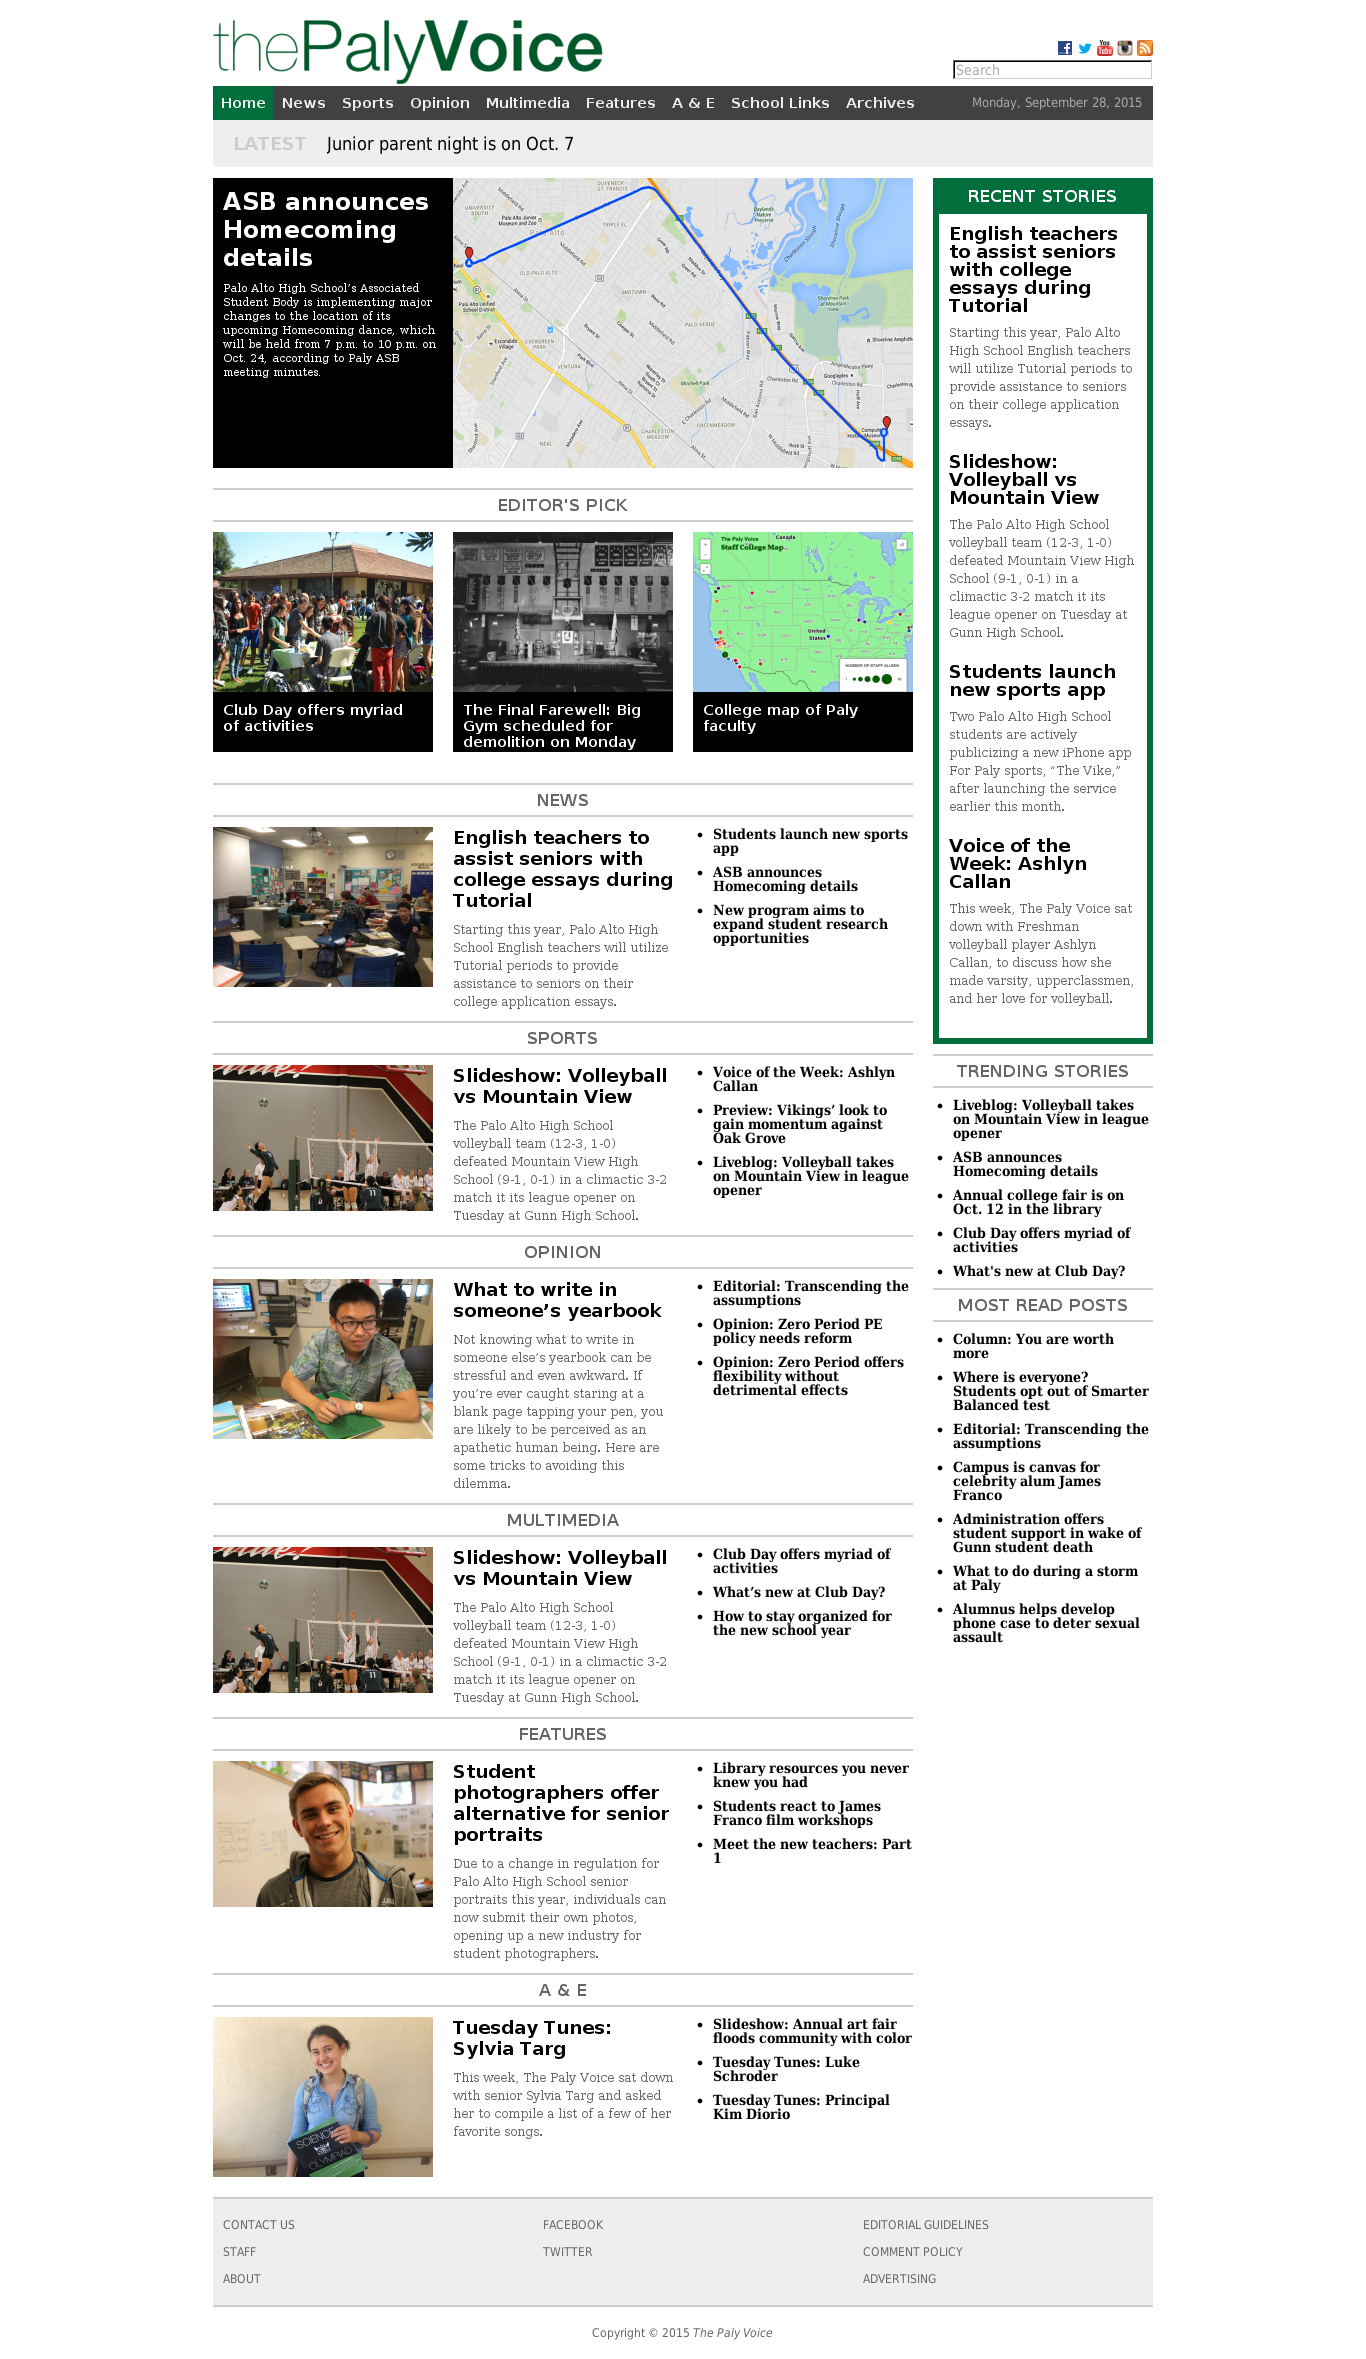 thePalyVoice
Search
Home News Sports Opinion Multimedia Features A & E School Links Archives Monday, September 28, 2015
LATEST Junior parent night is on Oct. 7
ASB announces
Homecoming
details
Palo Alto High School's Associated
Student Body is implementing major
changes to the location of its
upcoming Homecoming dance, which
will be held from 7 p.m. to 10 p.m. on
Oct. 24, according to Paly ASB
meeting minutes.
EDITOR'S PICK
The Paly Voice
Staff College Map
Canada
United
States
NUMBER OF STAFF ALUMNI
Club Day offers myriad
of activities
The Final Farewell: Big
Gym scheduled for
demolition on Monday
College map of Paly
faculty
NEWS
English teachers to
assist seniors with
college essays during
Tutorial
Starting this year, Palo Alto High
School English teachers will utilize
Tutorial periods to provide
assistance to seniors on their
college application essays.
• Students launch new sports
app
• ASB announces
Homecoming details
• New program aims to
expand student research
opportunities
SPORTS
Slideshow: Volleyball
vs Mountain View
The Palo Alto High School
volleyball team (12-3, 1-0)
defeated Mountain View High
School (9-1, 0-1) in a climactic 3-2
match it its league opener on
Tuesday at Gunn High School.
• Voice of the Week: Ashlyn
Callan
• Preview: Vikings’ look to
gain momentum against
Oak Grove
• Liveblog: Volleyball takes
on Mountain View in league
opener
OPINION
What to write in
someone’s yearbook
Not knowing what to write in
someone else’s yearbook can be
stressful and even awkward. If
you’re ever caught staring at a
blank page tapping your pen, you
are likely to be perceived as an
apathetic human being. Here are
some tricks to avoiding this
dilemma.
• Editorial: Transcending the
assumptions
• Opinion: Zero Period PE
policy needs reform
• Opinion: Zero Period offers
flexibility without
detrimental effects
MULTIMEDIA
Slideshow: Volleyball
vs Mountain View
The Palo Alto High School
volleyball team (12-3, 1-0)
defeated Mountain View High
School (9-1, 0-1) in a climactic 3-2
match it its league opener on
Tuesday at Gunn High School.
• Club Day offers myriad of
activities
• What’s new at Club Day?
• How to stay organized for
the new school year
FEATURES
Student
photographers offer
alternative for senior
portraits
Due to a change in regulation for
Palo Alto High School senior
portraits this year, individuals can
now submit their own photos,
opening up a new industry for
student photographers.
• Library resources you never
knew you had
• Students react to James
Franco film workshops
• Meet the new teachers: Part
1
A & E
SCIENCE
OLYMPIAD
Tuesday Tunes:
Sylvia Targ
This week, The Paly Voice sat down
with senior Sylvia Targ and asked
her to compile a list of a few of her
favorite songs.
• Slideshow: Annual art fair
floods community with color
• Tuesday Tunes: Luke
Schroder
• Tuesday Tunes: Principal
Kim Diorio
RECENT STORIES
English teachers
to assist seniors
with college
essays during
Tutorial
Starting this year, Palo Alto
High School English teachers
will utilize Tutorial periods to
provide assistance to seniors
on their college application
essays.
Slideshow:
Volleyball vs
Mountain View
The Palo Alto High School
volleyball team (12-3, 1-0)
defeated Mountain View High
School (9-1, 0-1) in a
climactic 3-2 match it its
league opener on Tuesday at
Gunn High School.
Students launch
new sports app
Two Palo Alto High School
students are actively
publicizing a new iPhone app
For Paly sports, “The Vike,”
after launching the service
earlier this month.
Voice of the
Week: Ashlyn
Callan
This week, The Paly Voice sat
down with Freshman
volleyball player Ashlyn
Callan, to discuss how she
made varsity, upperclassmen,
and her love for volleyball.
TRENDING STORIES
• Liveblog: Volleyball takes
on Mountain View in league
opener
• ASB announces
Homecoming details
• Annual college fair is on
Oct. 12 in the library
• Club Day offers myriad of
activities
• What's new at Club Day?
MOST READ POSTS
• Column: You are worth
more
• Where is everyone?
Students opt out of Smarter
Balanced test
• Editorial: Transcending the
assumptions
• Campus is canvas for
celebrity alum James
Franco
• Administration offers
student support in wake of
Gunn student death
• What to do during a storm
at Paly
• Alumnus helps develop
phone case to deter sexual
assault
CONTACT US FACEBOOK EDITORIAL GUIDELINES
STAFF TWITTER COMMENT POLICY
ABOUT ADVERTISING
Copyright © 2015 The Paly Voice